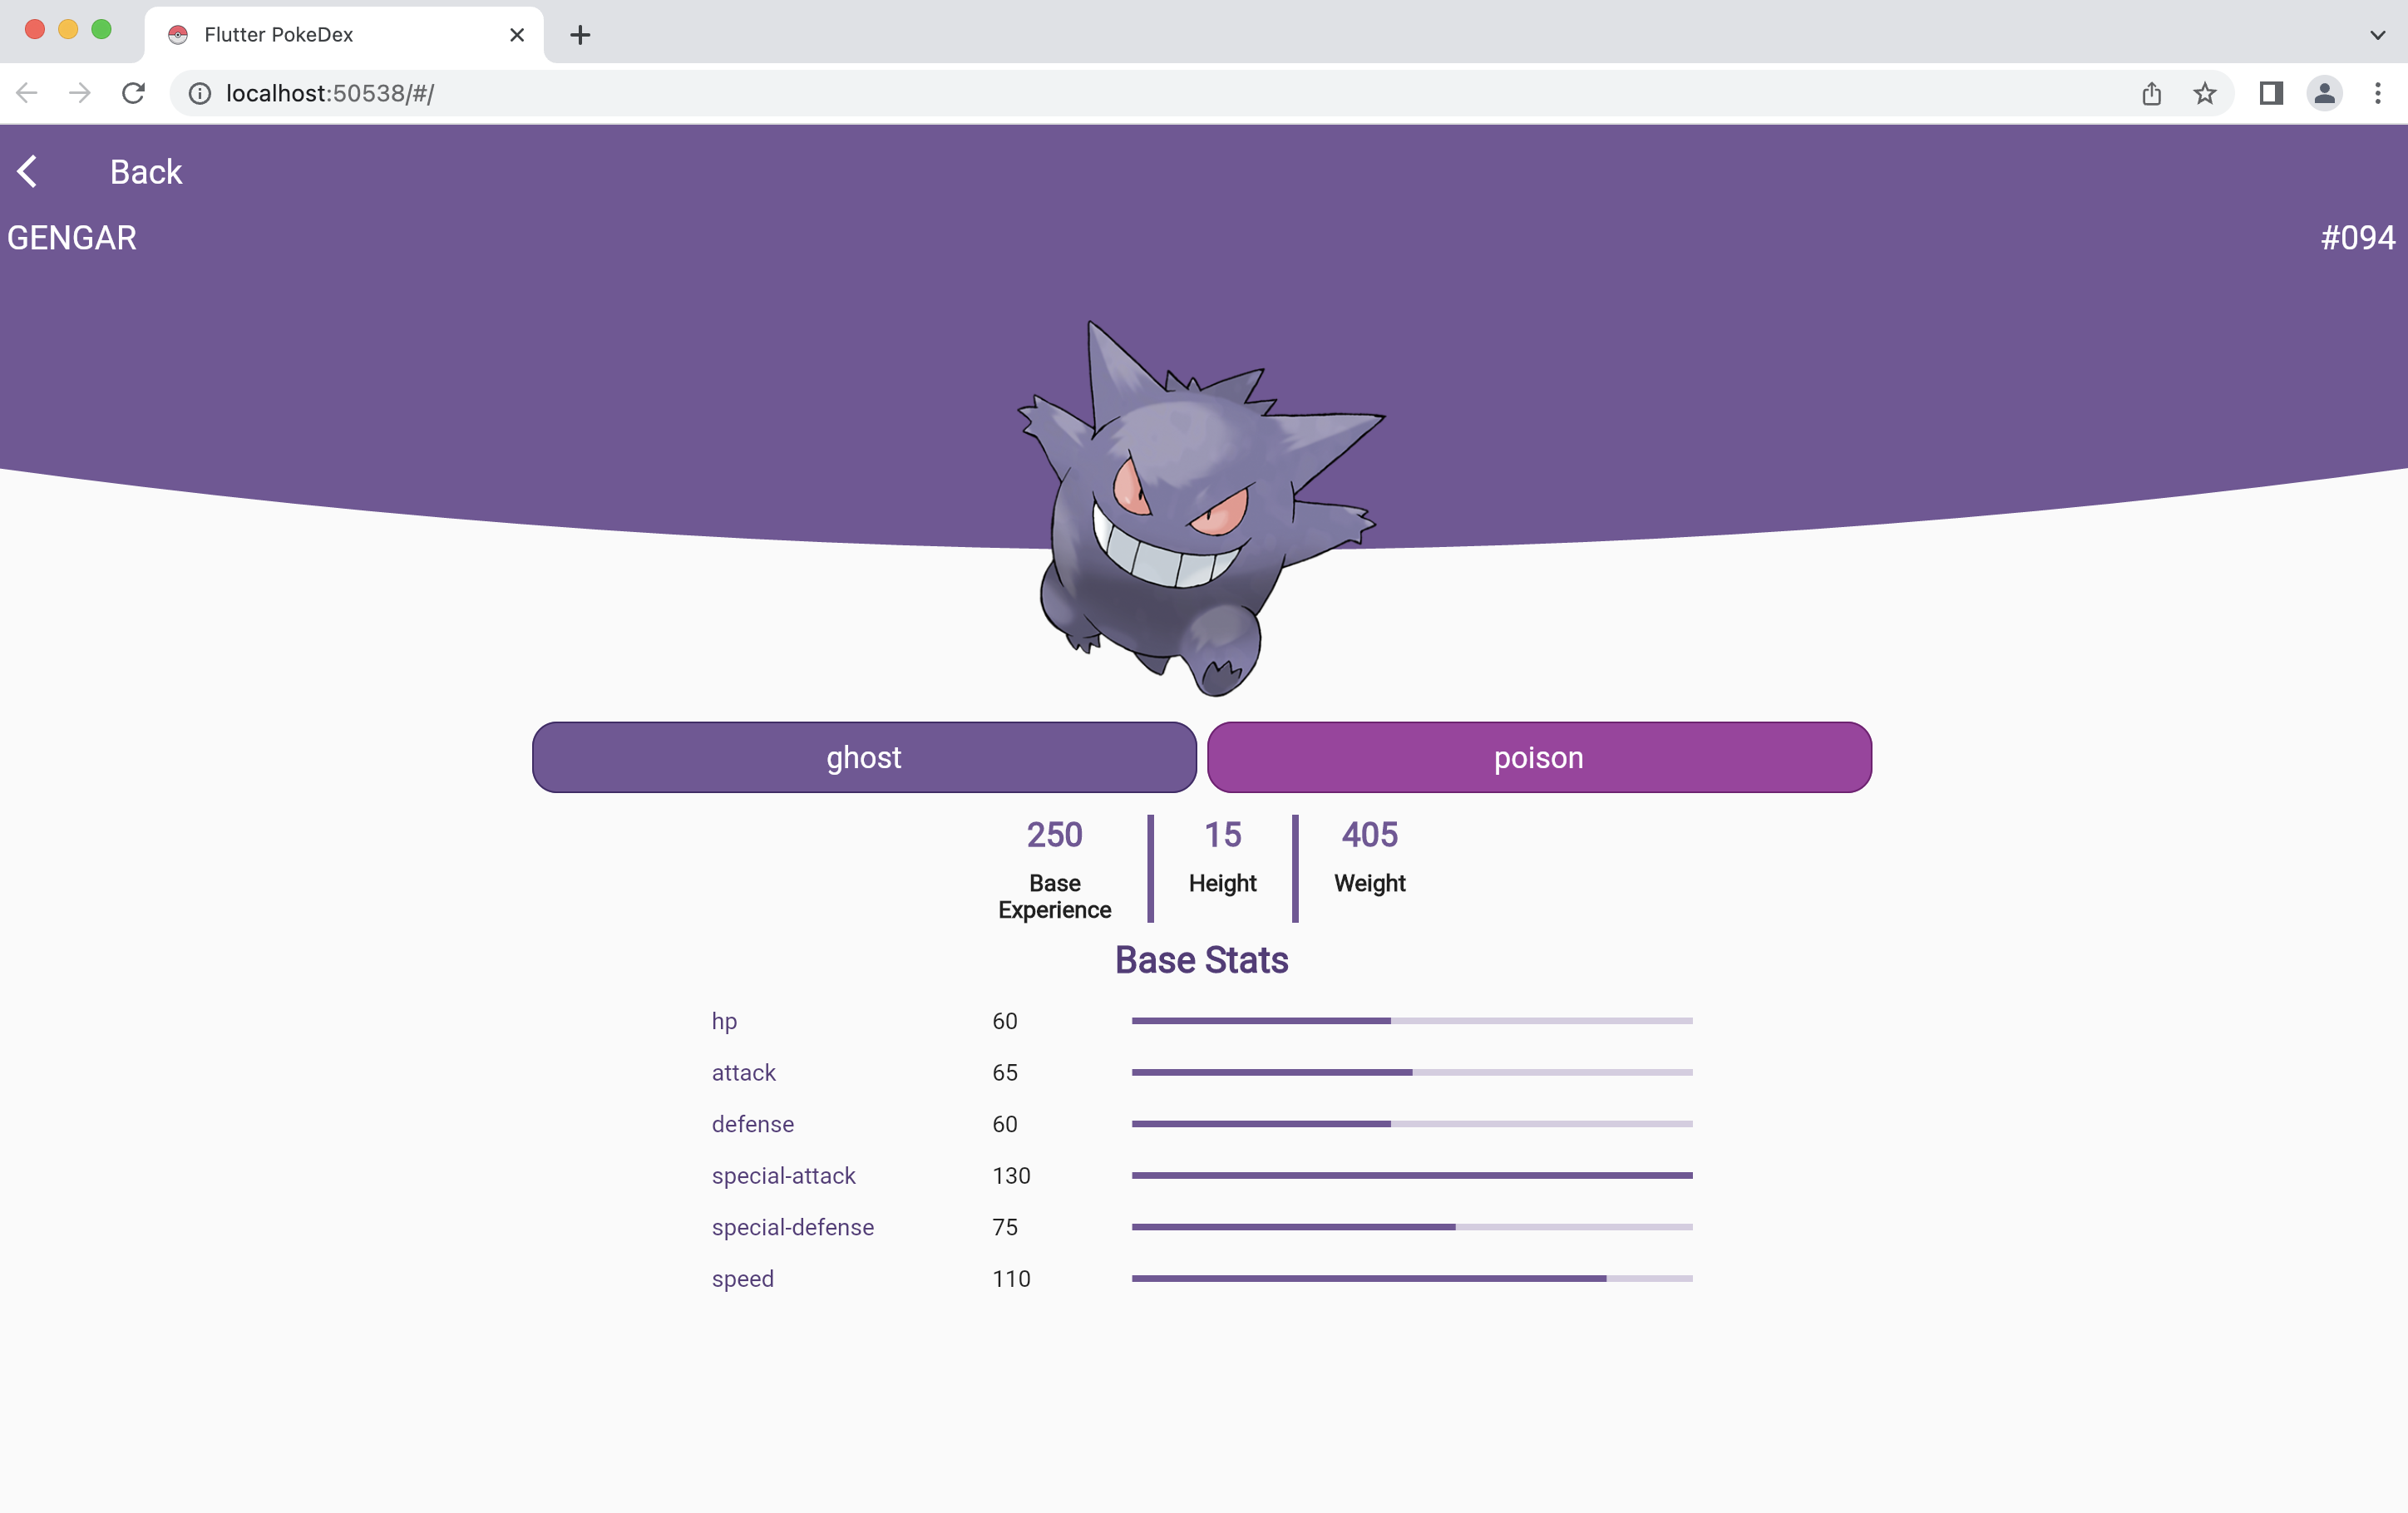 Flutter PokeDex
localhost:50538/#/
Back
GENGAR #094
ghost poison
250 15 405
Base Height Weight
Experience
Base Stats
hp 60
attack 65
defense 60
special-attack 130
special-defense 75
speed 110